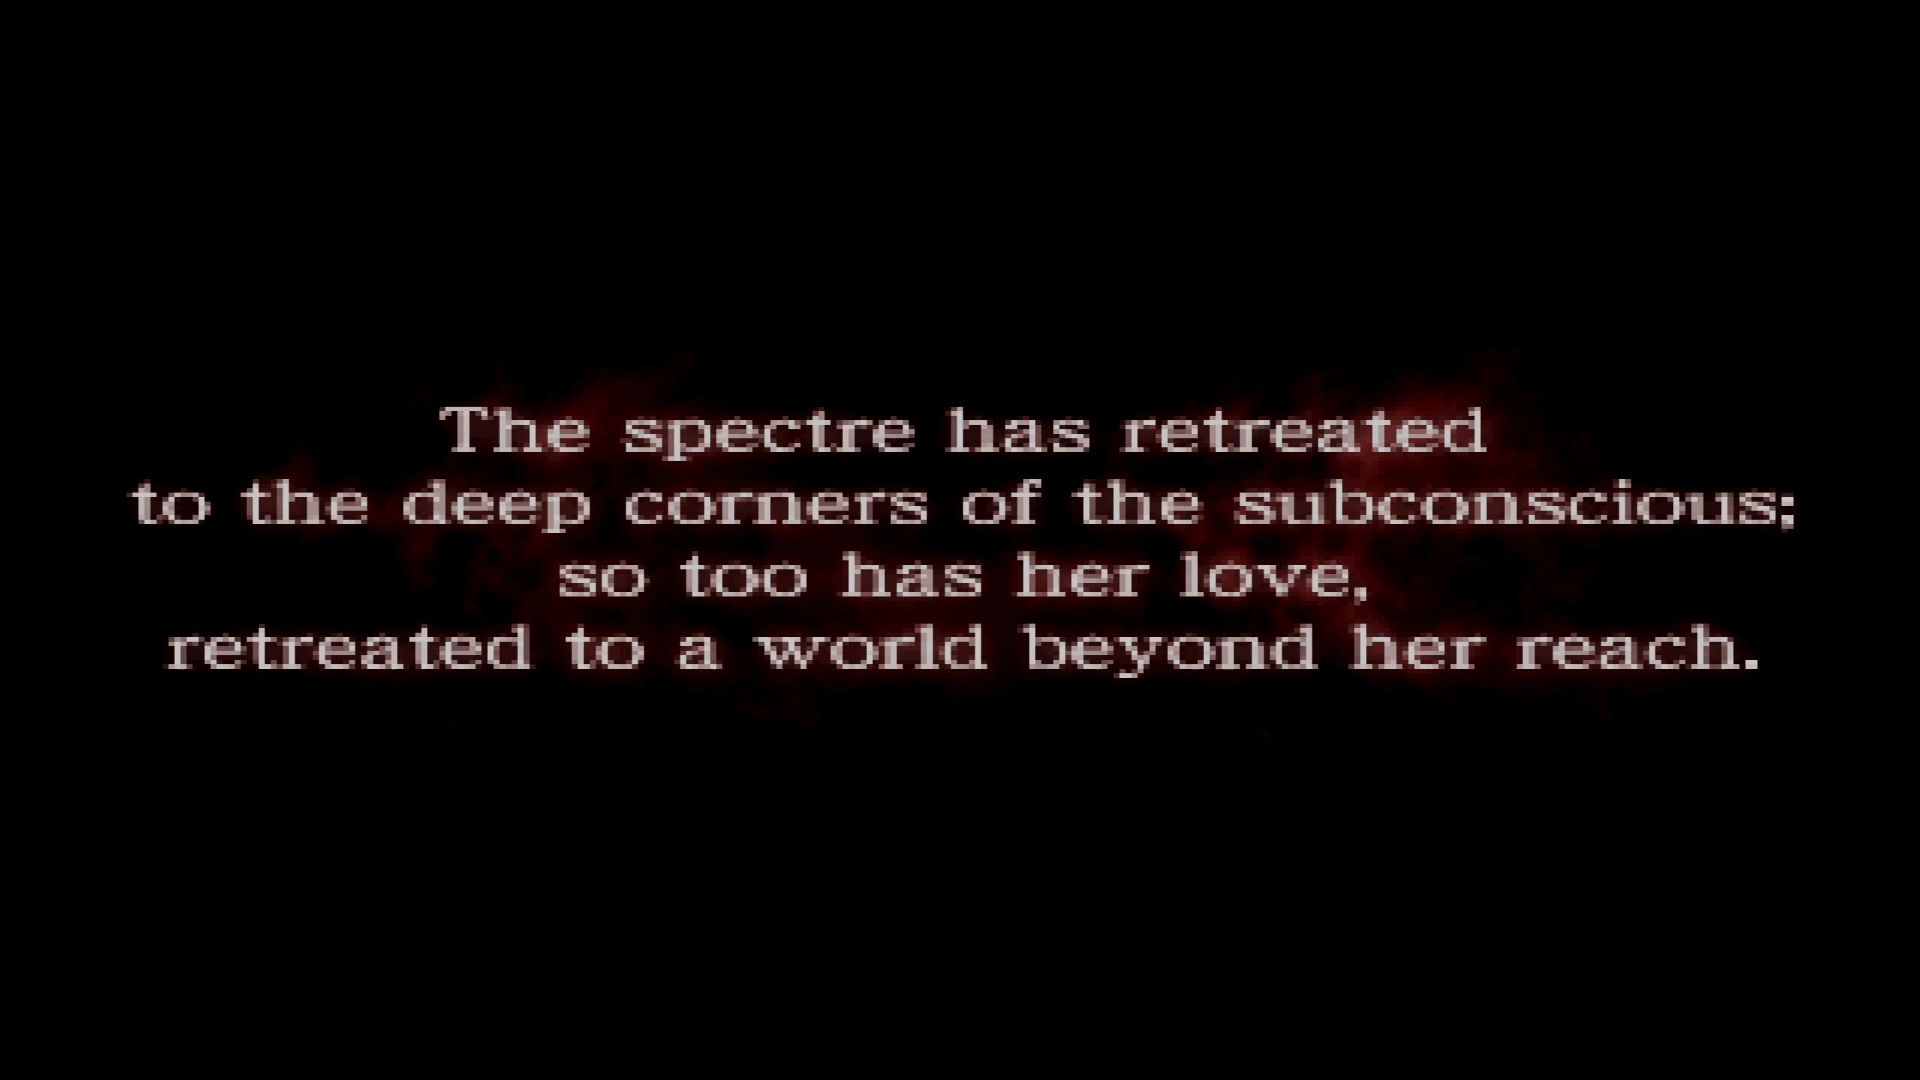 The spectre has retreated
to the deep corners of the subconscious;
so too has her love,
retreated to a world beyond her reach.